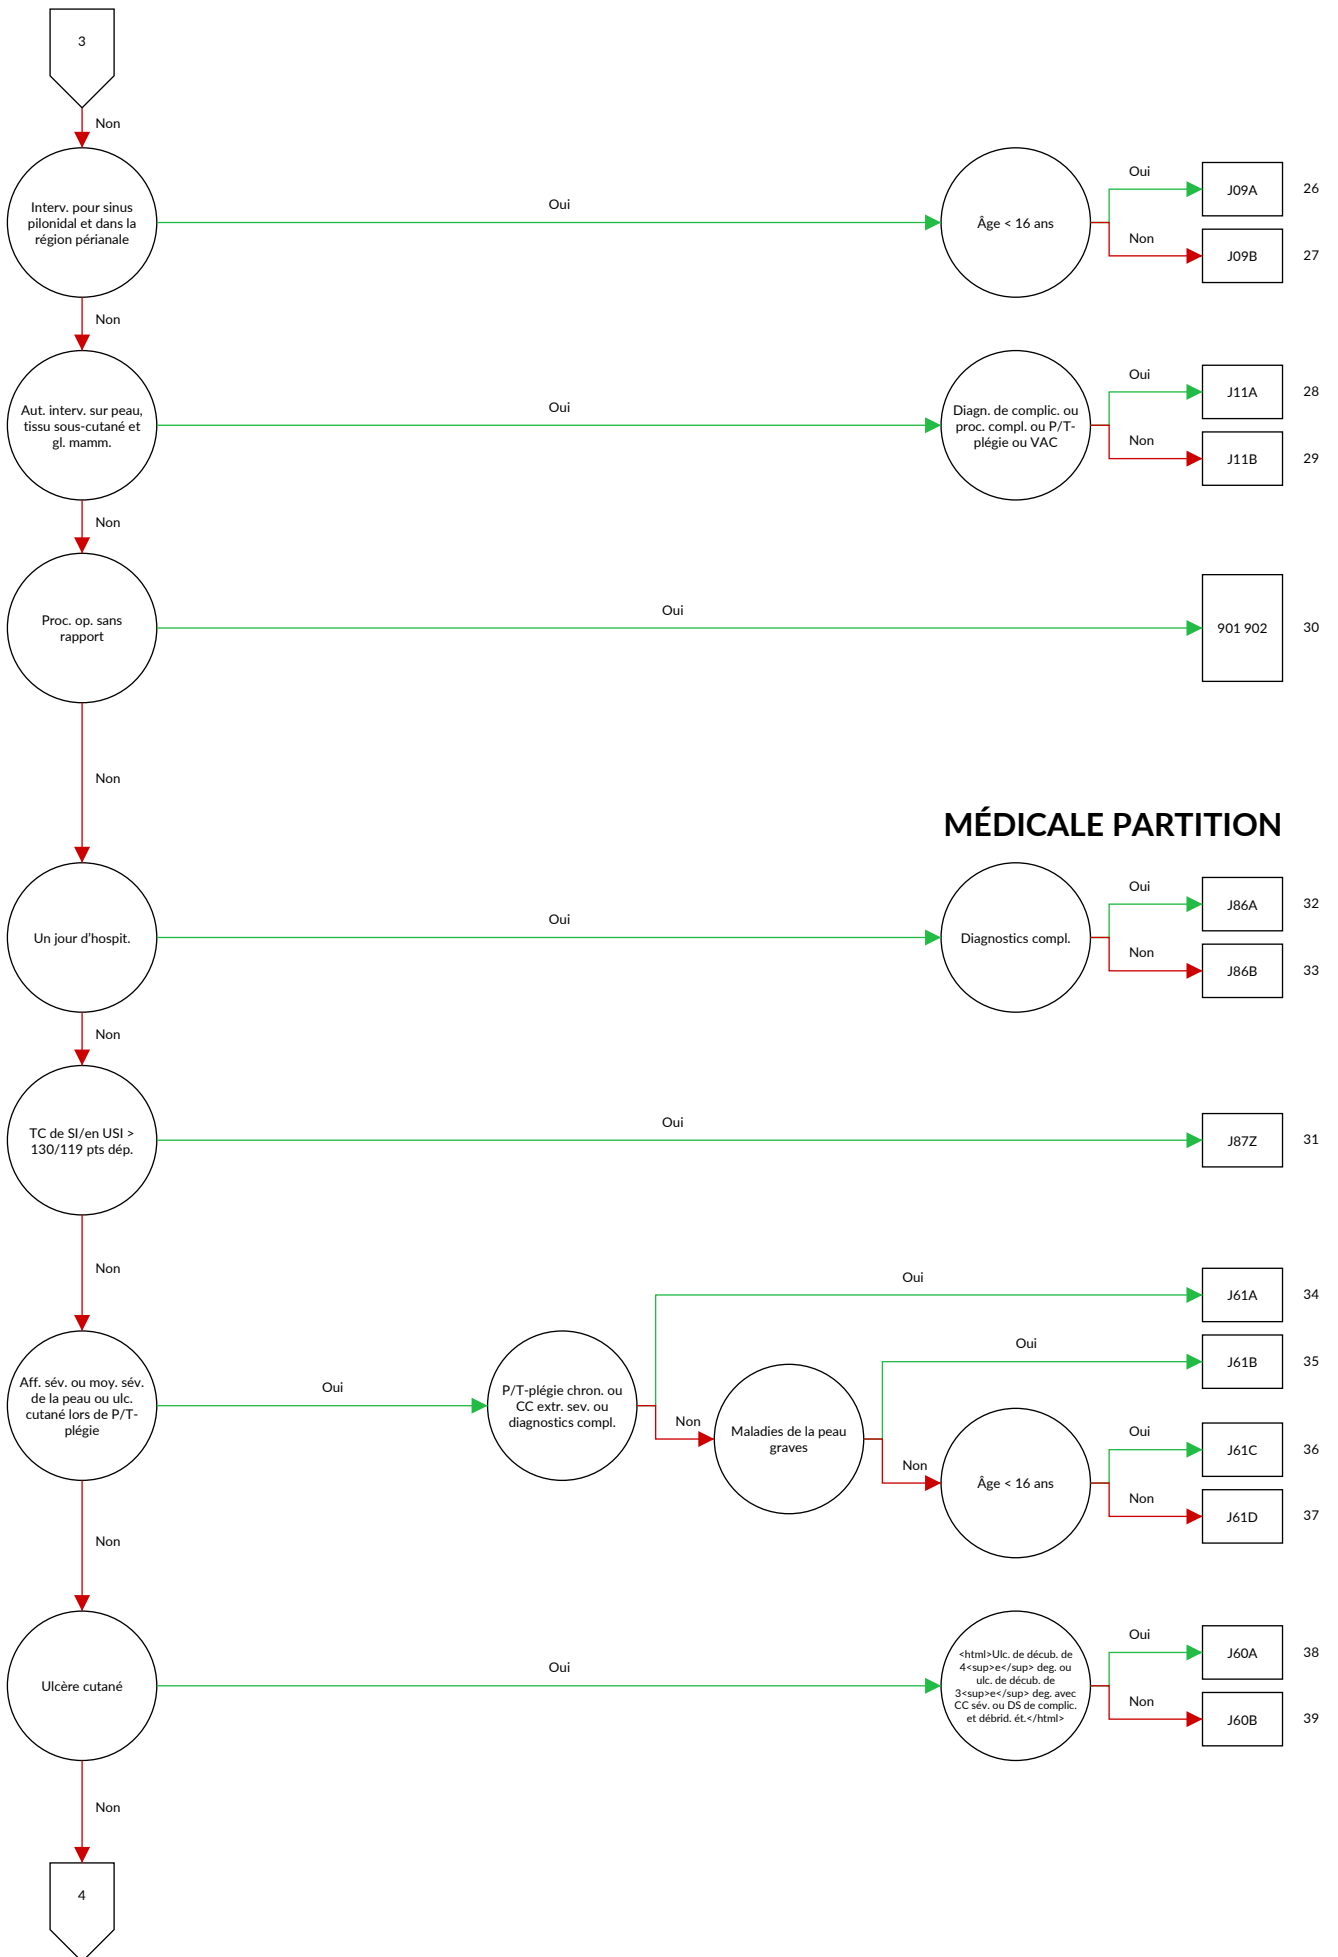 3
Non
Interv. pour sinus
pilonidal et dans la
région périanale
Oui
Âge < 16 ans
Oui
J09A
26
Non
J09B
27
Non
Aut. interv. sur peau,
tissu sous-cutané et
gl. mamm.
Oui
Diagn. de complic. ou
proc. compl. ou P/T-
plégie ou VAC
Oui
J11A
28
Non
J11B
29
Non
Proc. op. sans
rapport
Oui
901 902
30
Non
MÉDICALE PARTITION
Un jour d'hospit.
Oui
Diagnostics compl.
Oui
J86A
32
Non
J86B
33
Non
TC de SI/en USI >
130/119 pts dép.
Oui
J87Z
31
Non
Aff. sév. ou moy. sév.
de la peau ou ulc.
cutané lors de P/T-
plégie
Oui
P/T-plégie chron. ou
CC extr. sev. ou
diagnostics compl.
Oui
J61A
34
Non
Maladies de la peau
graves
Oui
J61B
35
Non
Âge < 16 ans
Oui
J61C
36
Non
J61D
37
Non
Ulcère cutané
Oui
<html>Ulc. de décub. de
4<sup>e</sup> deg. ou
ulc. de décub. de
3<sup>e</sup> deg. avec
CC sév. ou DS de complic.
et débrid. ét.</html>
Oui
J60A
38
Non
J60B
39
Non
4